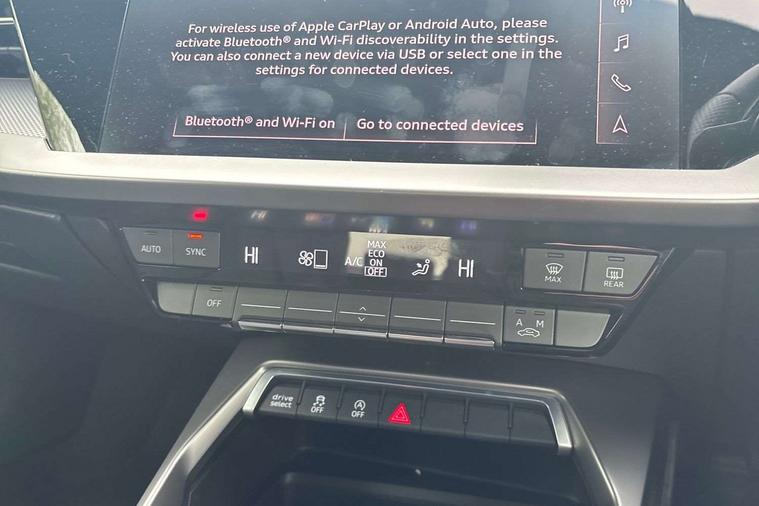 For wireless use of Apple CarPlay or Android Auto, please
activate Bluetooth® and Wi-Fi discoverability in the settings.
You can also connect a new device via USB or select one in the
settings for connected devices.
Bluetooth® and Wi-Fi on
Go to connected devices
AUTO
SYNC
HI
A/C
MAX
ECO
ON
OFF
HI
MAX
REAR
OFF
A
M
drive
select
OFF
OFF